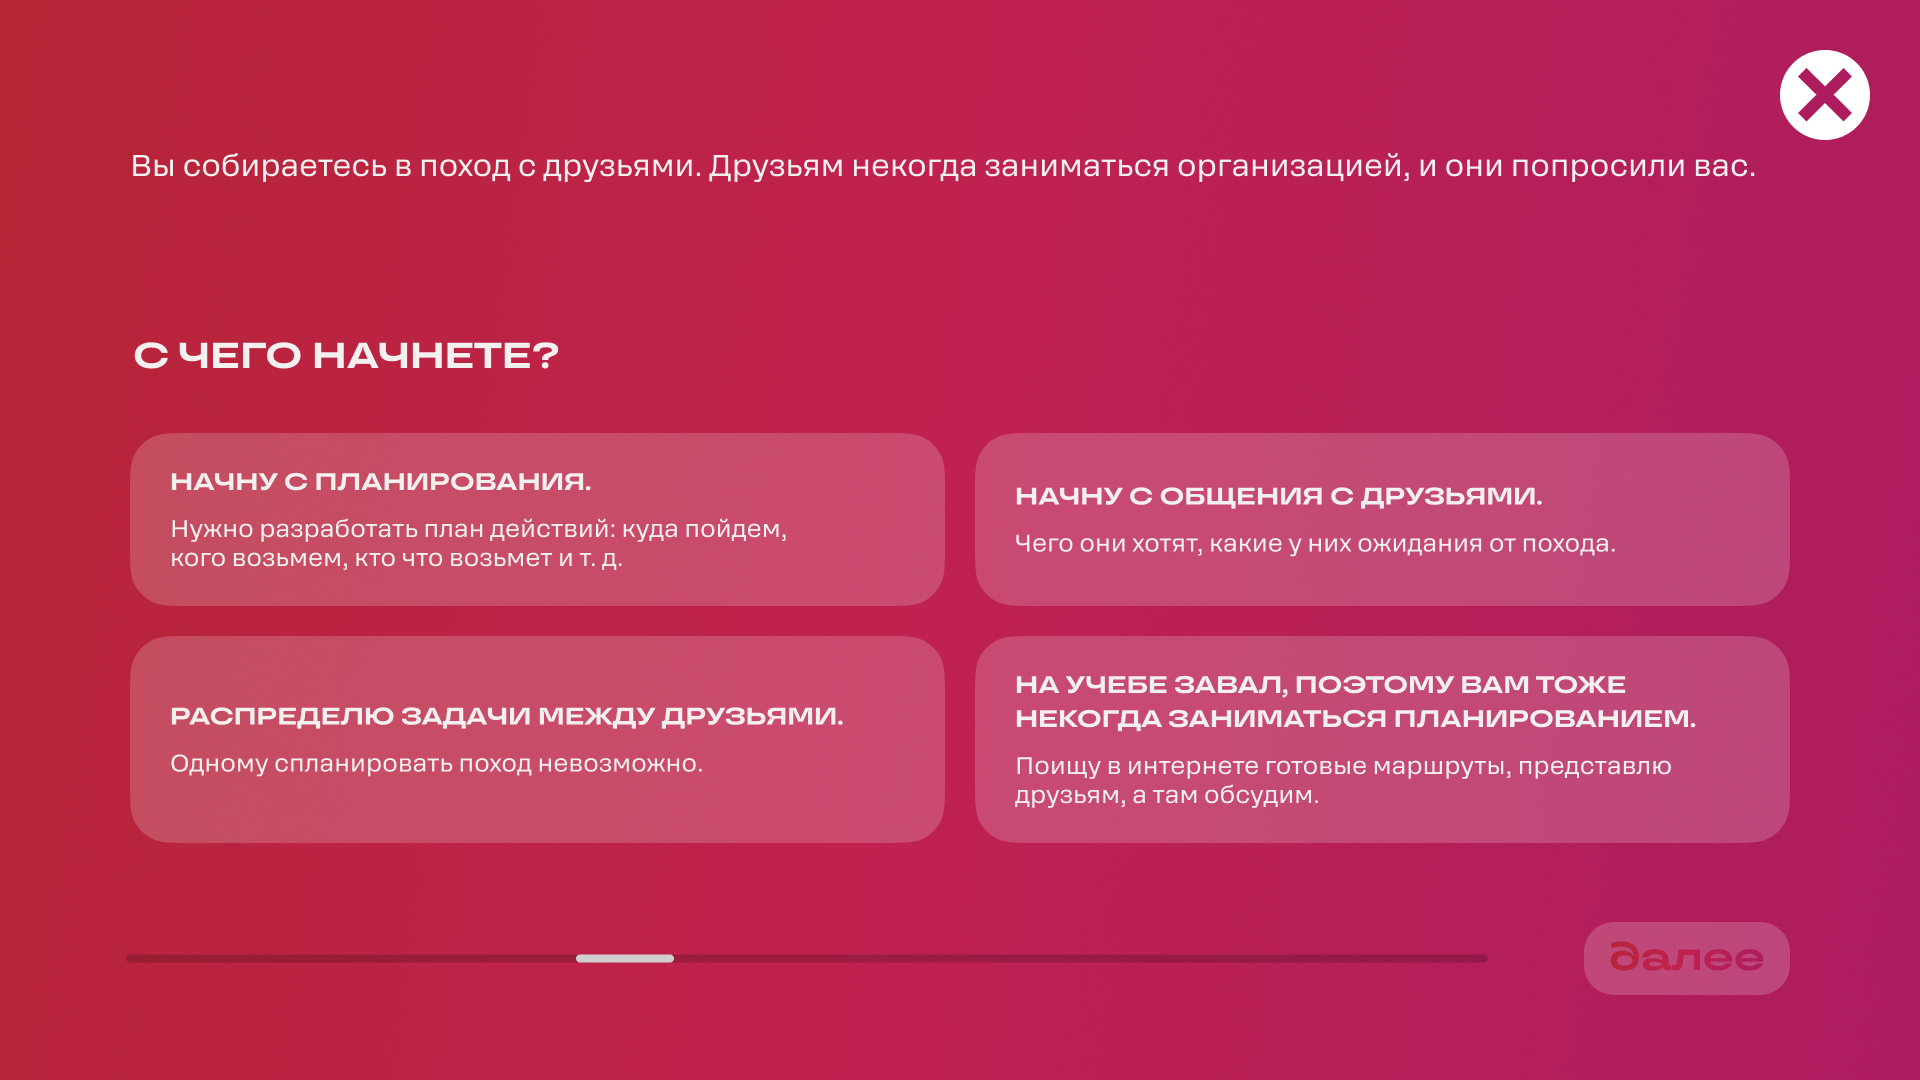 Вы собираетесь в поход с друзьями. Друзьям некогда заниматься организацией, и они попросили вас.
С ЧЕГО НАЧНЕТЕ?
НАЧНУ С ПЛАНИРОВАНИЯ.
Нужно разработать план действий: куда пойдем,
кого возьмем, кто что возьмет и т. д.
НАЧНУ С ОБЩЕНИЯ С ДРУЗЬЯМИ.
Чего они хотят, какие у них ожидания от похода.
РАСПРЕДЕЛЮ ЗАДАЧИ МЕЖДУ ДРУЗЬЯМИ.
Одному спланировать поход невозможно.
НА УЧЕБЕ ЗАВАЛ, ПОЭТОМУ ВАМ ТОЖЕ
НЕКОГДА ЗАНИМАТЬСЯ ПЛАНИРОВАНИЕМ.
Поищу в интернете готовые маршруты, представлю
друзьям, а там обсудим.
далее